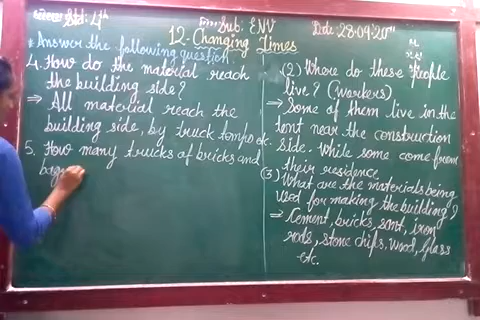 Std: 4th
Sub: ENV
Date 28.09.20
12-Changing Times
* Answer the following question
4. How do the material reach
the building side?
⇒ All material reach the
building side, by truck tempo etc.
5. How many trucks of bricks and
bag
(2) Where do these People
live? (workers)
⇒ Some of them live in the
tont near the construction
side. While some come from
their residence
(3) What are the materials being
Used for making the building?
⇒ Cement, bricks, sant, iron
rods, stone chips, wood, Glass
etc.